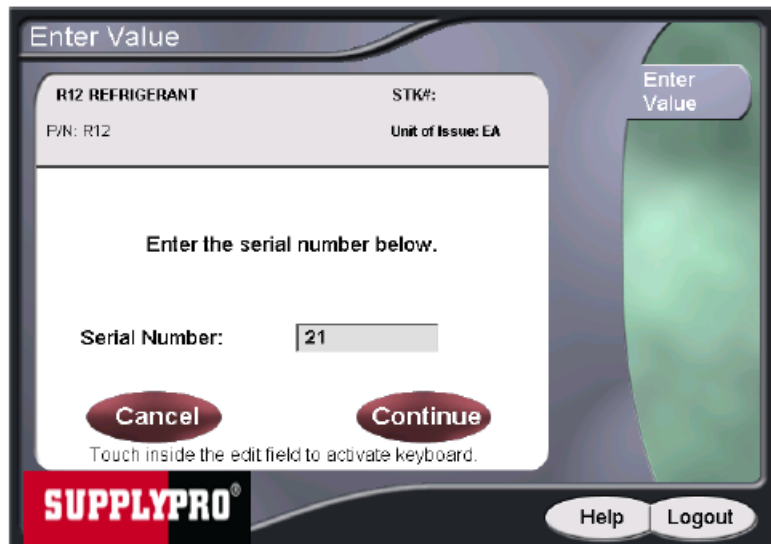 Enter Value
Enter
Value
R12 REFRIGERANT STK#:
P/N: R12 Unit of Issue: EA
Enter the serial number below.
Serial Number: 21
Cancel Continue
Touch inside the edit field to activate keyboard.
SUPPLYPRO®
Help Logout